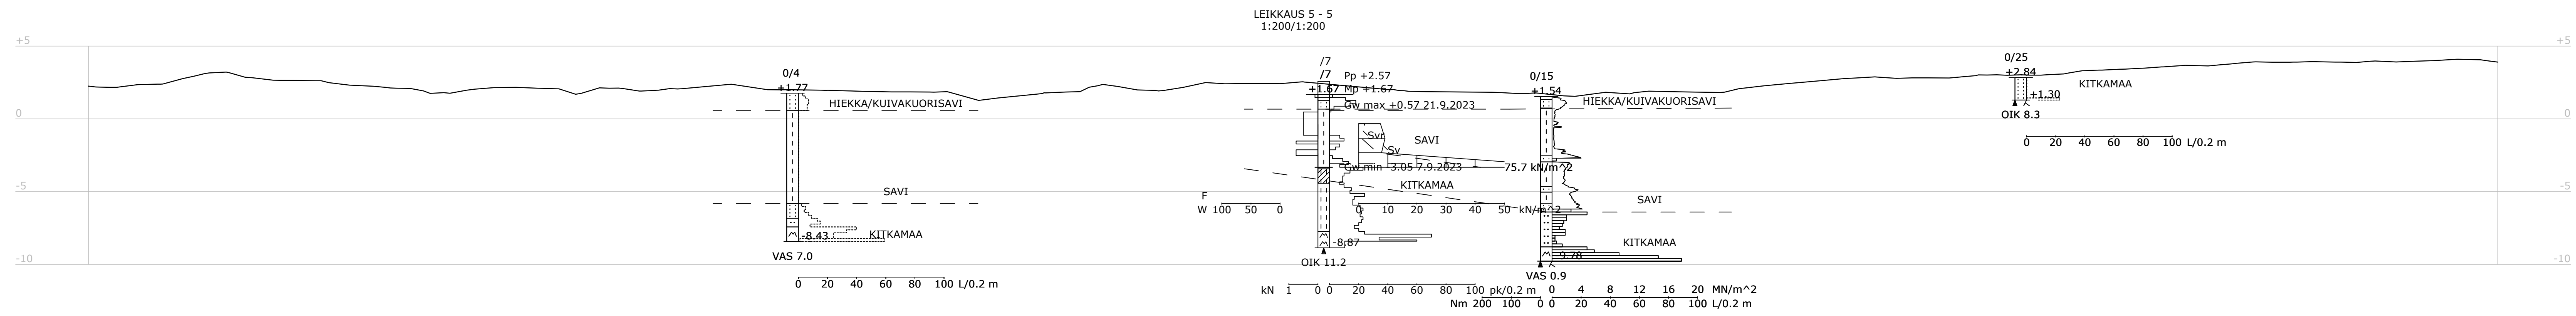 LEIKKAUS 5 - 5
1:200/1:200
+5
+5
0
0
-5
-5
-10
-10
0/4
+1.77
HIEKKA/KUIVAKUORISAVI
SAVI
KITKAMAA
-8.43
VAS 7.0
0 20 40 60 80 100 L/0.2 m
/7
/7
Pp +2.57
+1.67 Mp +1.67
Gw max +0.57 21.9.2023
Svr
SAVI
Sv
Gw min -3.05 7.9.2023
75.7 kN/m^2
KITKAMAA
F
W 100 50 0
0 10 20 30 40 50 kN/m^2
-8.87
OIK 11.2
kN 1 0 0 20 40 60 80 100 pk/0.2 m
0/15
+1.54
HIEKKA/KUIVAKUORISAVI
SAVI
KITKAMAA
-9.78
VAS 0.9
0 4 8 12 16 20 MN/m^2
Nm 200 100 0 0 20 40 60 80 100 L/0.2 m
0/25
+2.84
KITKAMAA
+1.30
OIK 8.3
0 20 40 60 80 100 L/0.2 m